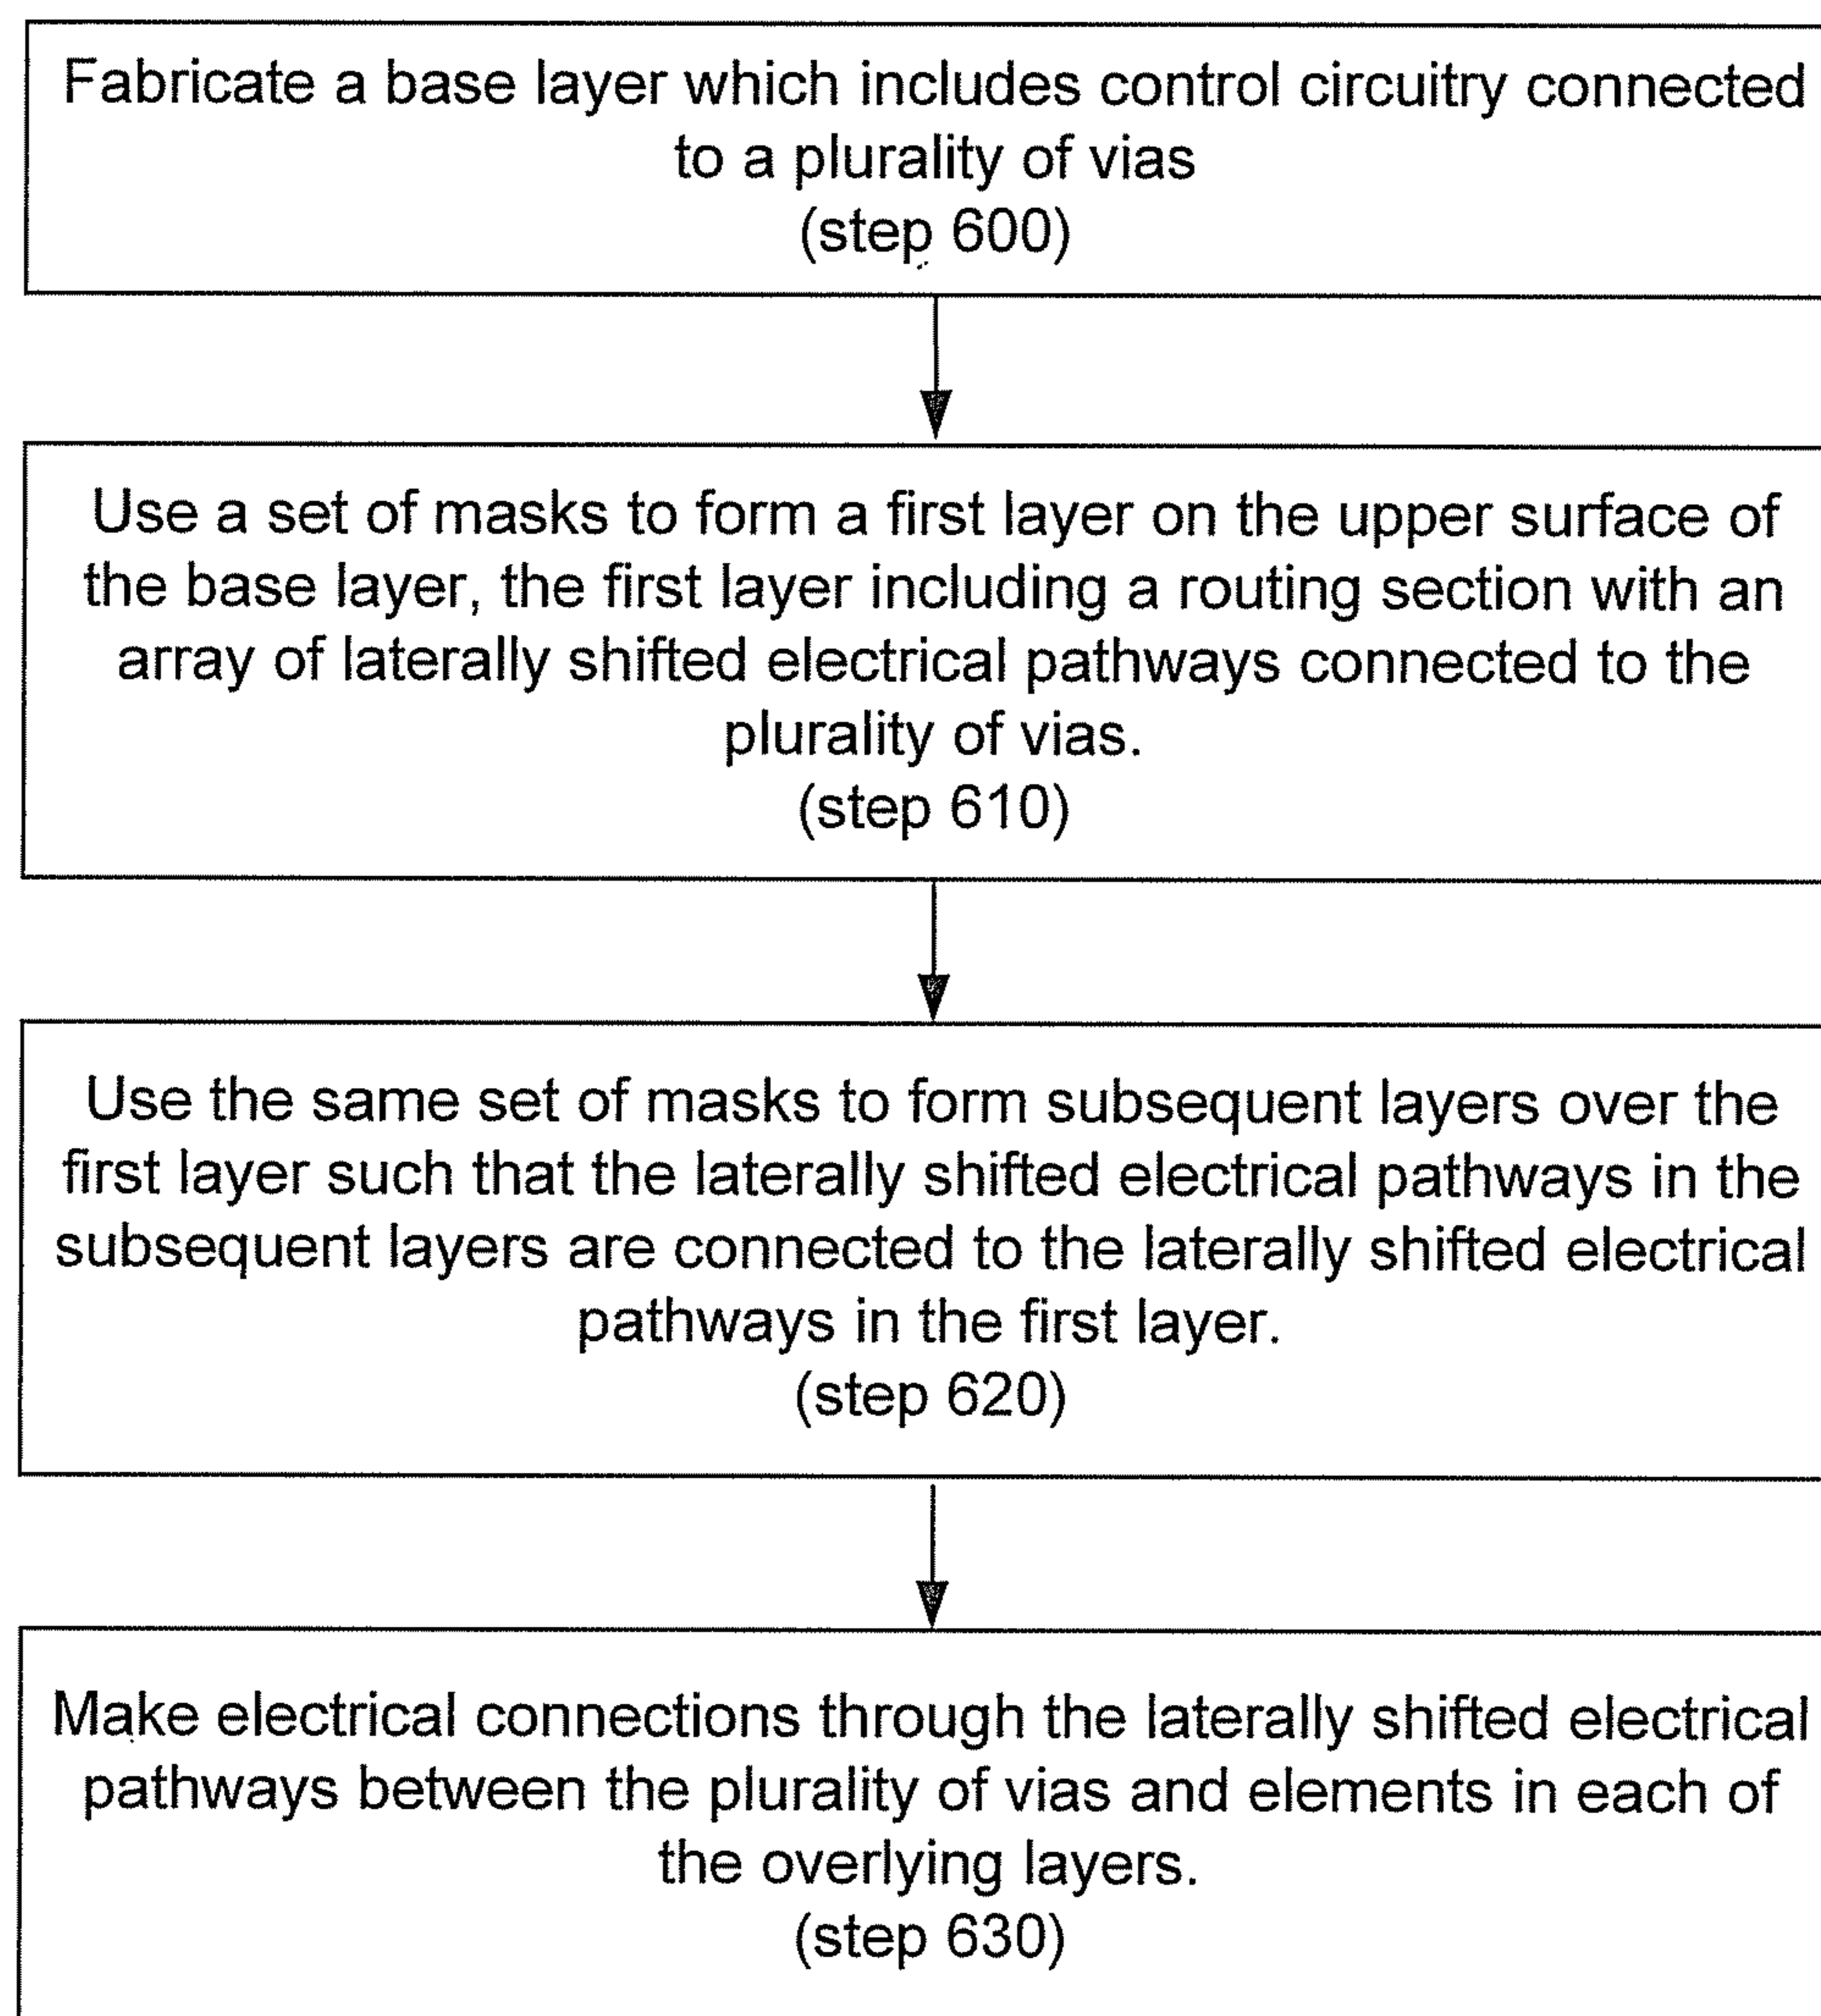 Fabricate a base layer which includes control circuitry connected
to a plurality of vias
(step 600)
Use a set of masks to form a first layer on the upper surface of
the base layer, the first layer including a routing section with an
array of laterally shifted electrical pathways connected to the
plurality of vias.
(step 610)
Use the same set of masks to form subsequent layers over the
first layer such that the laterally shifted electrical pathways in the
subsequent layers are connected to the laterally shifted electrical
pathways in the first layer.
(step 620)
Make electrical connections through the laterally shifted electrical
pathways between the plurality of vias and elements in each of
the overlying layers.
(step 630)